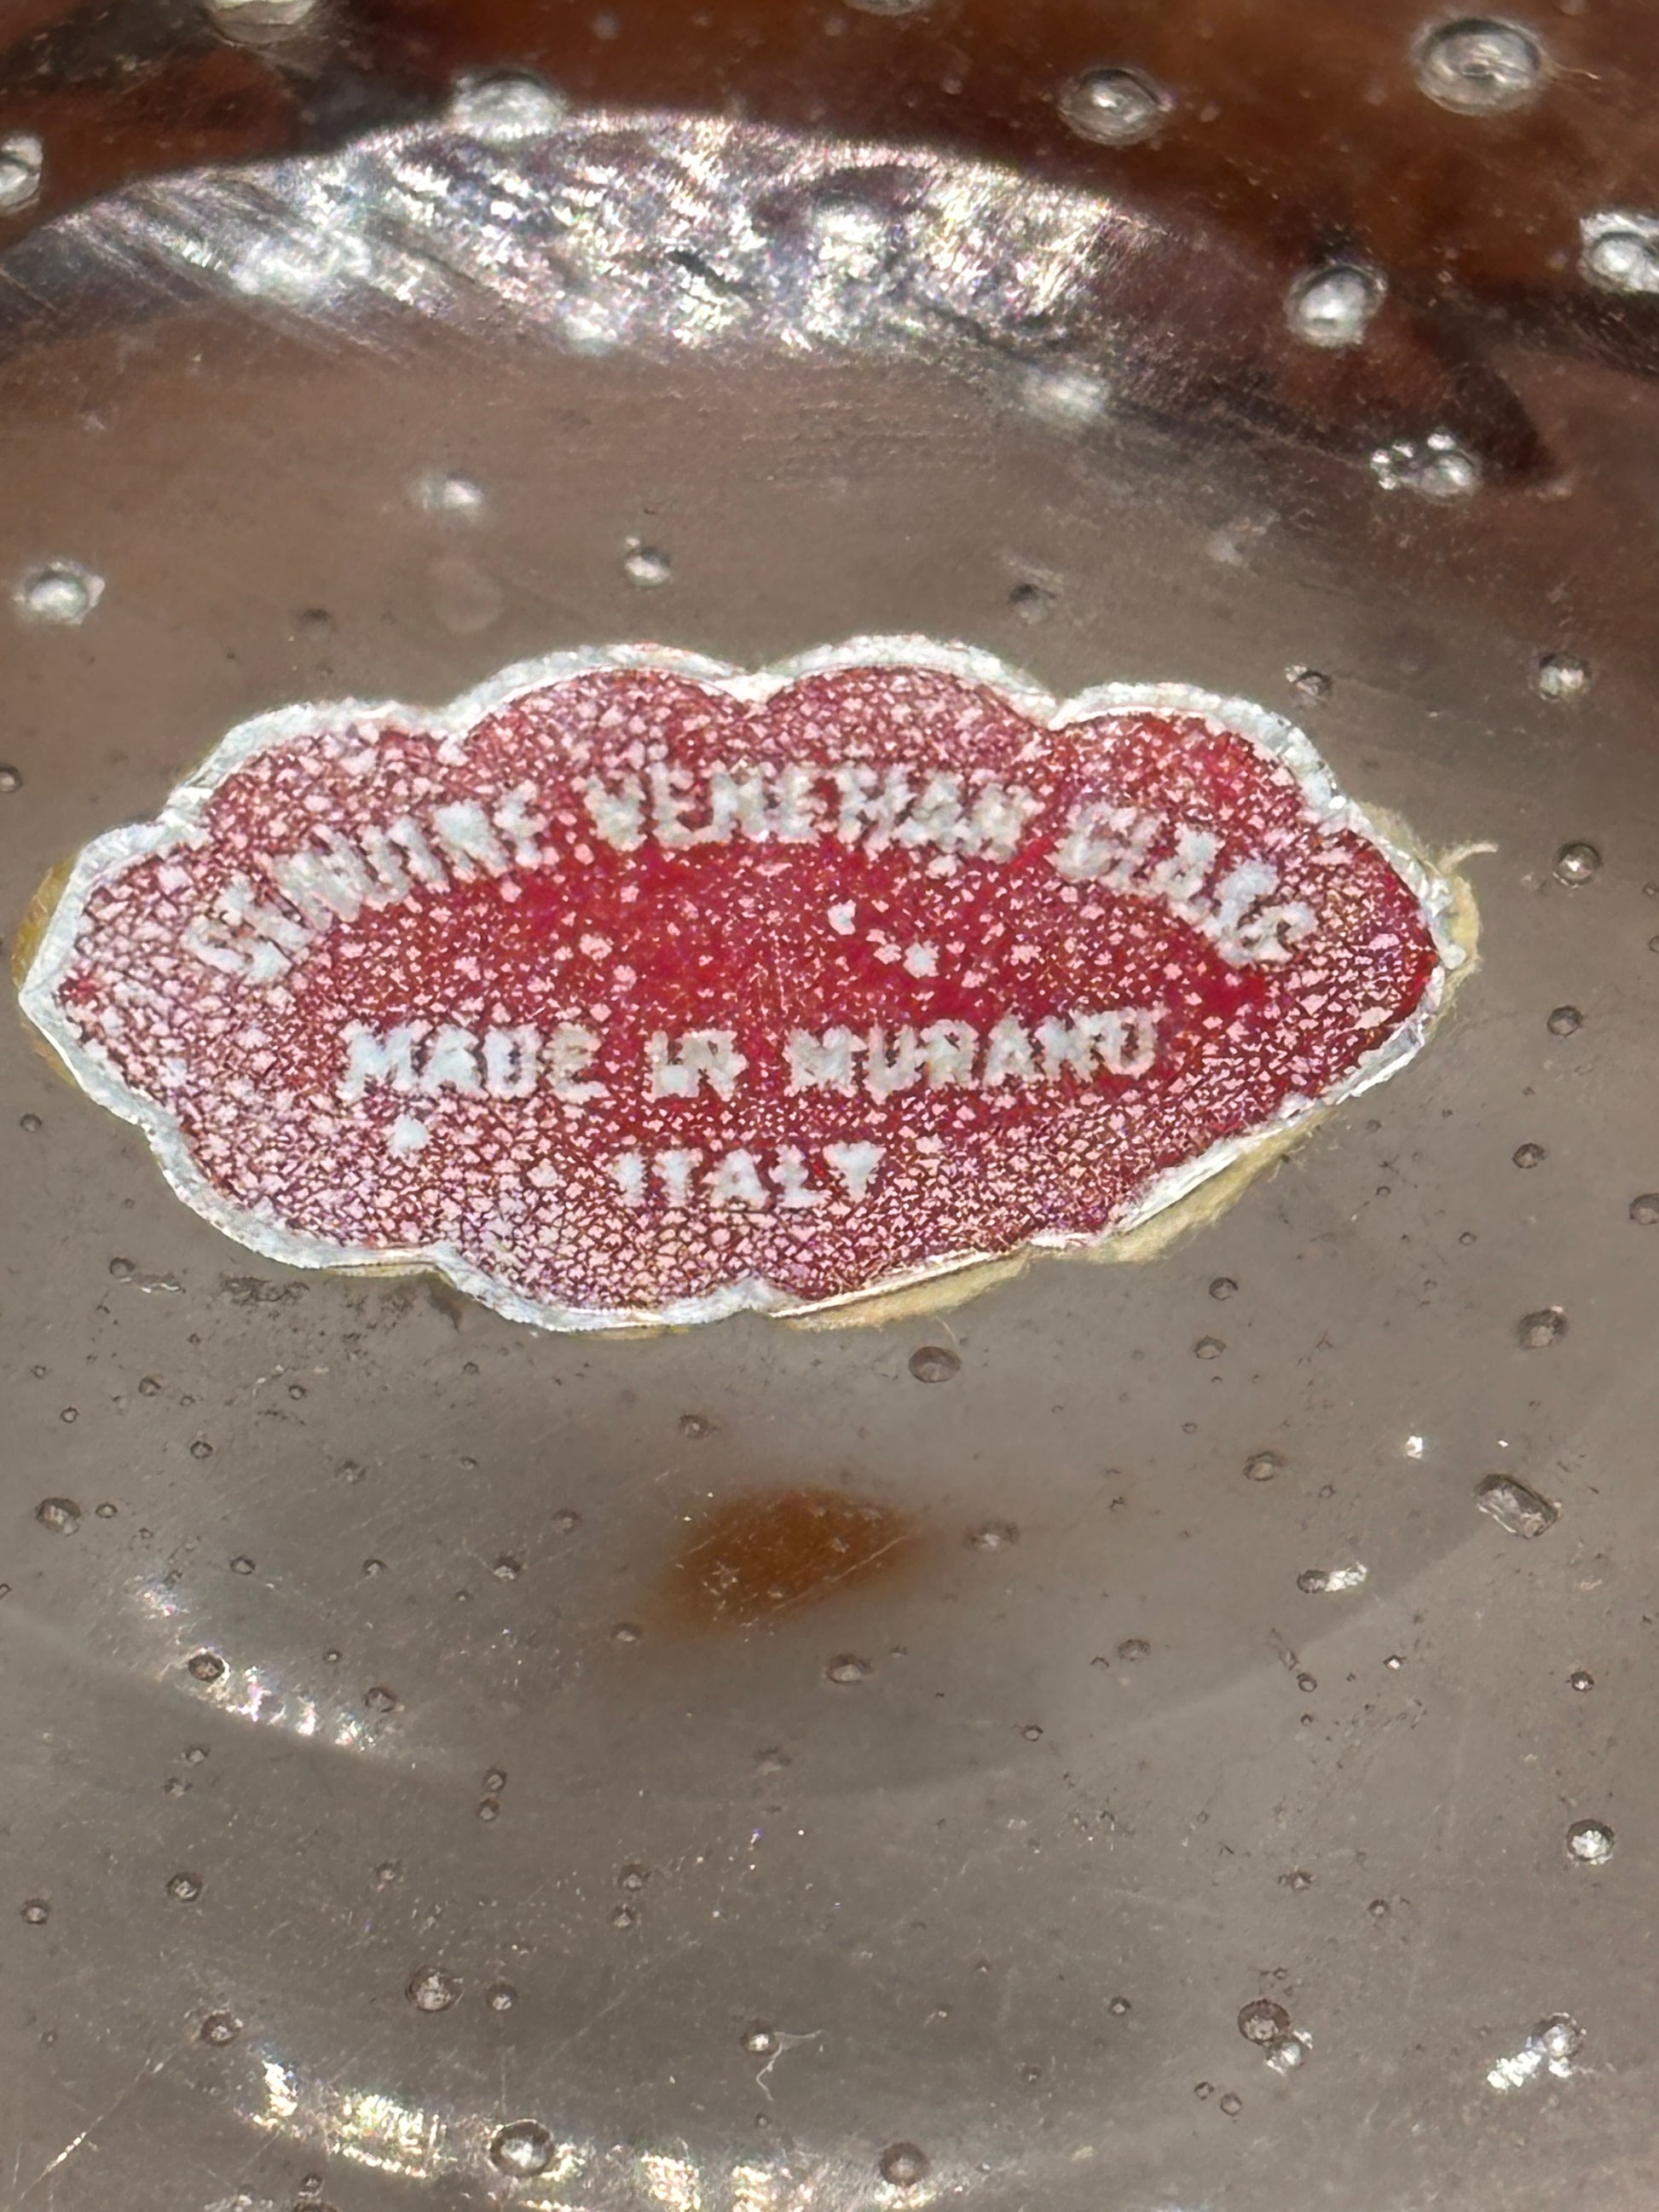 GENUINE VENETIAN GLASS
MADE IN MURANO
ITALY